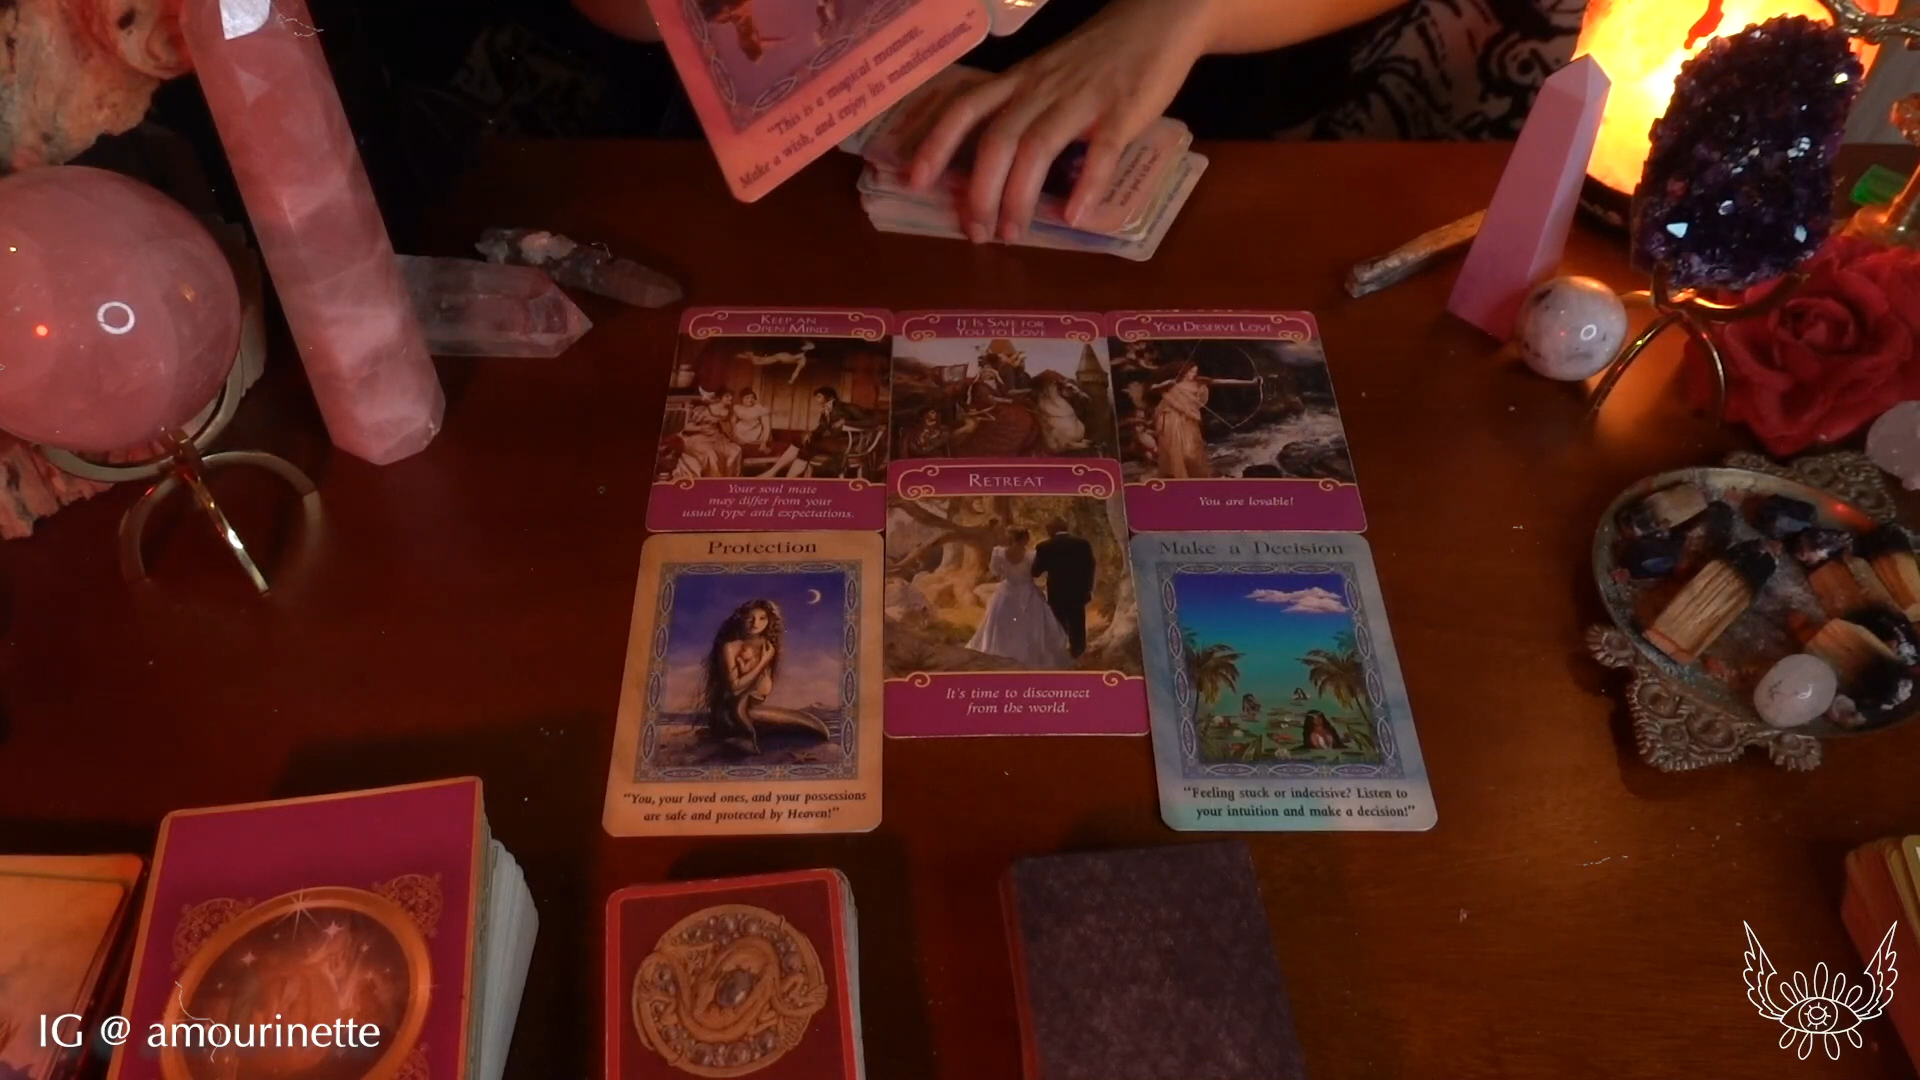 "This is a magical moment.
Make a wish, and enjoy its manifestation."
KEEP AN
OPEN MIND
Your soul mate
may differ from your
usual type and expectations.
IT IS SAFE FOR
YOU TO LOVE
YOU DESERVE LOVE
You are lovable!
RETREAT
It's time to disconnect
from the world.
Protection
"You, your loved ones, and your possessions
are safe and protected by Heaven!"
Make a Decision
"Feeling stuck or indecisive? Listen to
your intuition and make a decision!"
IG @ amourinette